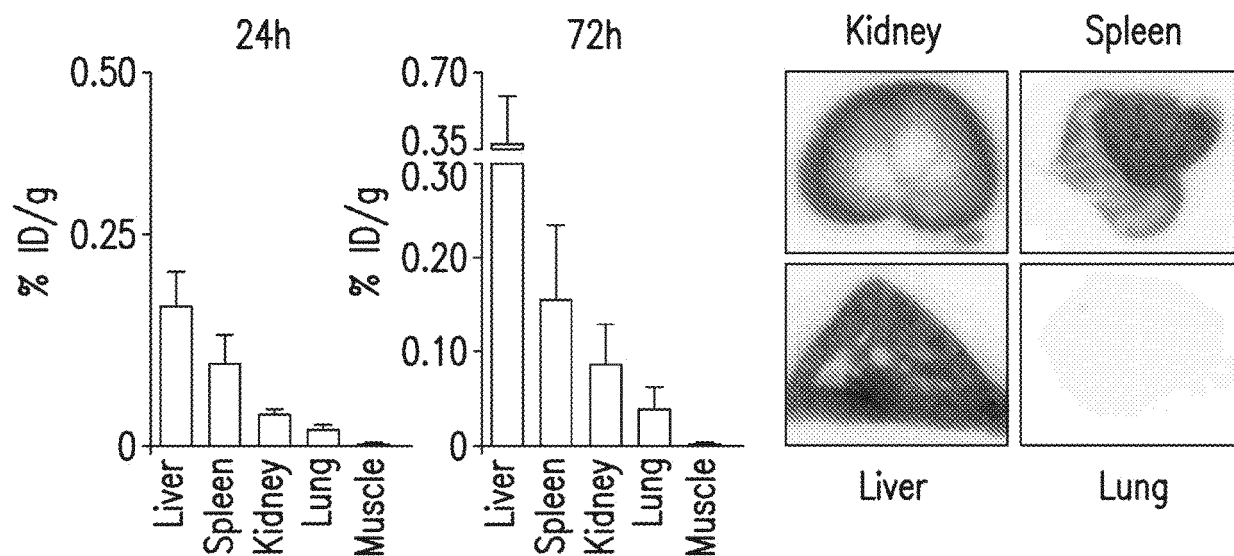 24h
0.50
0.25
0
% ID/g
Liver
Spleen
Kidney
Lung
Muscle
72h
0.70
0.35
0.30
0.20
0.10
0
% ID/g
Liver
Spleen
Kidney
Lung
Muscle
Kidney
Spleen
Liver
Lung